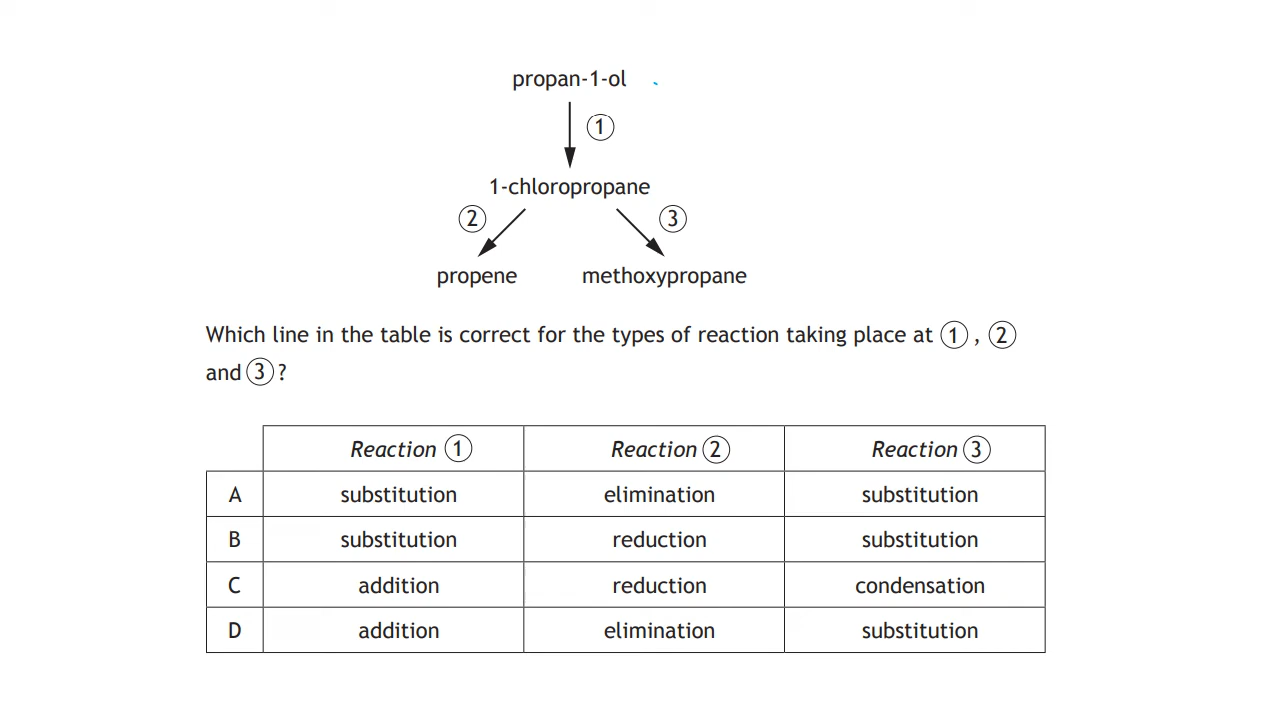 propan-1-ol
1
1-chloropropane
2 3
propene methoxypropane
Which line in the table is correct for the types of reaction taking place at 1 , 2
and 3 ?
Reaction 1 Reaction 2 Reaction 3
A substitution elimination substitution
B substitution reduction substitution
C addition reduction condensation
D addition elimination substitution